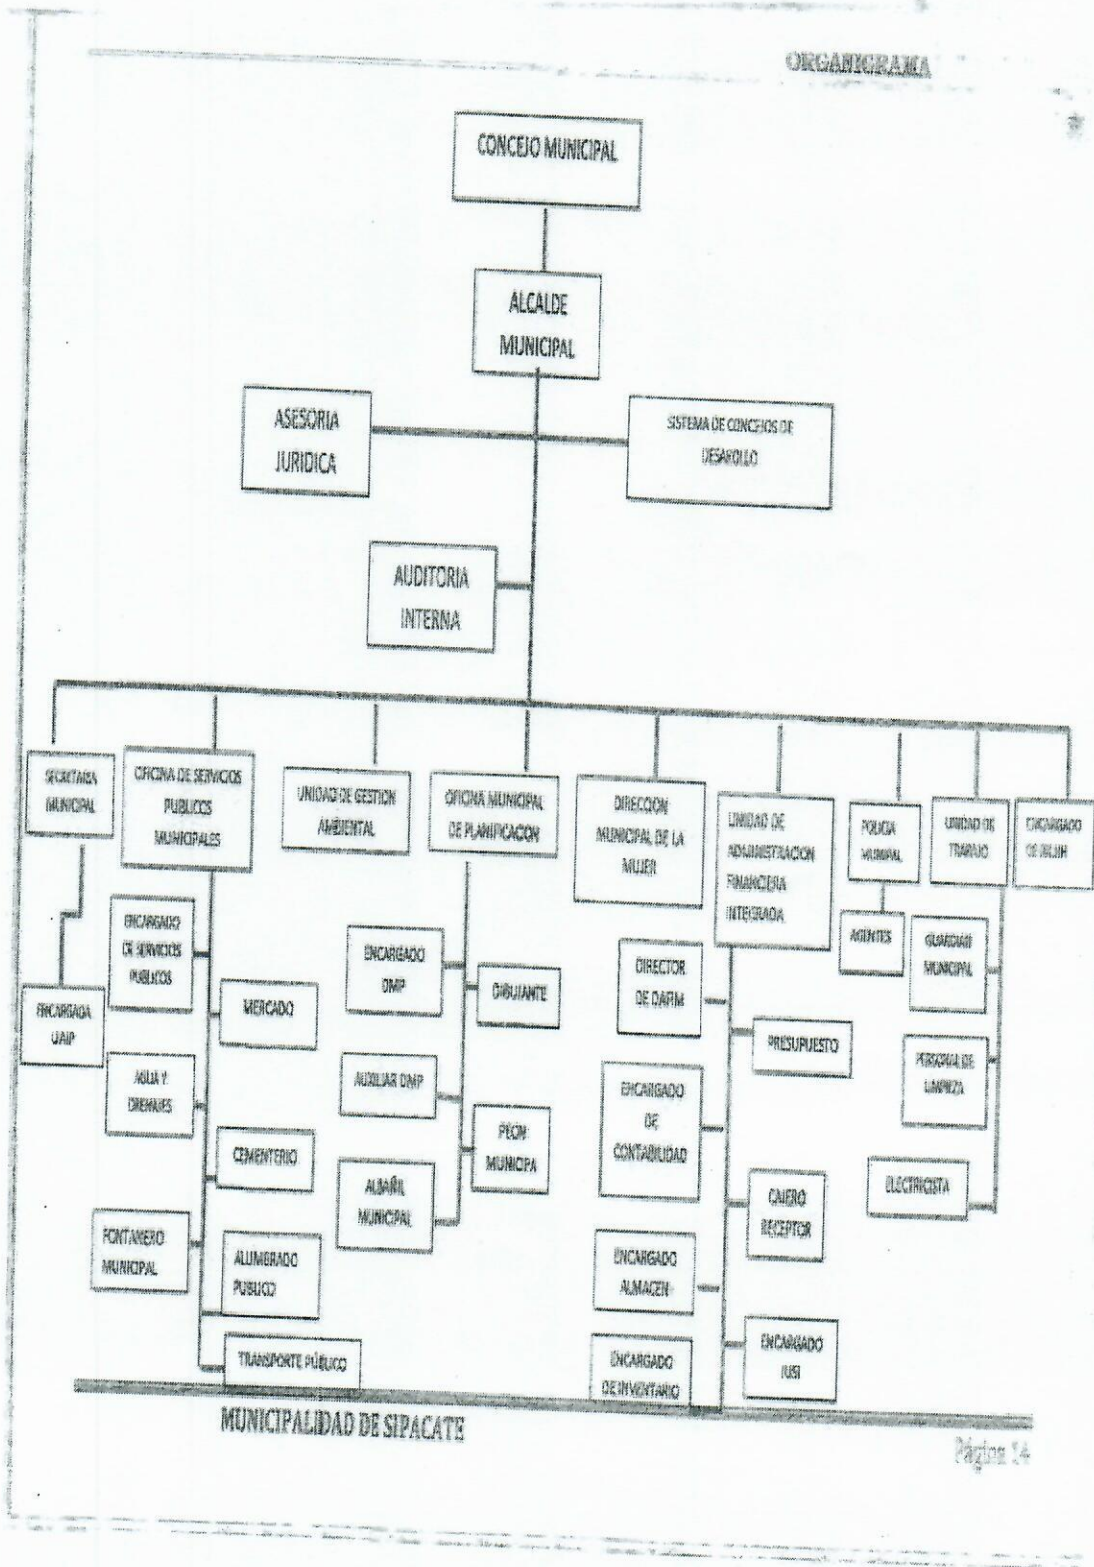 ORGANIGRAMA
CONCEJO MUNICIPAL
ALCALDE
MUNICIPAL
ASESORIA
JURIDICA
SISTEMA DE CONCEJOS DE
DESAROLLO
AUDITORIA
INTERNA
SECRETARIA
MUNICIPAL
OFICINA DE SERVICIOS
PUBLICOS
MUNICIPALES
UNIDAD DE GESTION
AMBIENTAL
OFICINA MUNICIPAL
DE PLANIFICACION
DIRECCION
MUNICIPAL DE LA
MUJER
UNIDAD DE
ADMINISTRACION
FINANCIERA
INTEGRADA
POLICIA
MUNIPAL
UNIDAD DE
TRABAJO
ENCARGADO
DE
ENCARGADA
UAIP
ENCARGADO
DE SERVICIOS
PUBLICOS
MERCADO
AGUA Y
DRENAJES
CEMENTERIO
FONTANERO
MUNICIPAL
ALUMBRADO
PUBLICO
TRANSPORTE PÚBLICO
ENCARGADO
DMP
DIBUJANTE
AUXILIAR DMP
PEON
MUNICIPA
ALBAÑIL
MUNICIPAL
DIRECTOR
DE DAFIM
PRESUPUESTO
ENCARGADO
DE
CONTABILIDAD
CAJERO
RECEPTOR
ENCARGADO
ALMACEN
ENCARGADO
IUSI
ENCARGADO
DE INVENTARIO
AGENTES
GUARDIAN
MUNICIPAL
PERSONAL DE
LIMPIEZA
ELECTRICISTA
MUNICIPALIDAD DE SIPACATE
Página 14